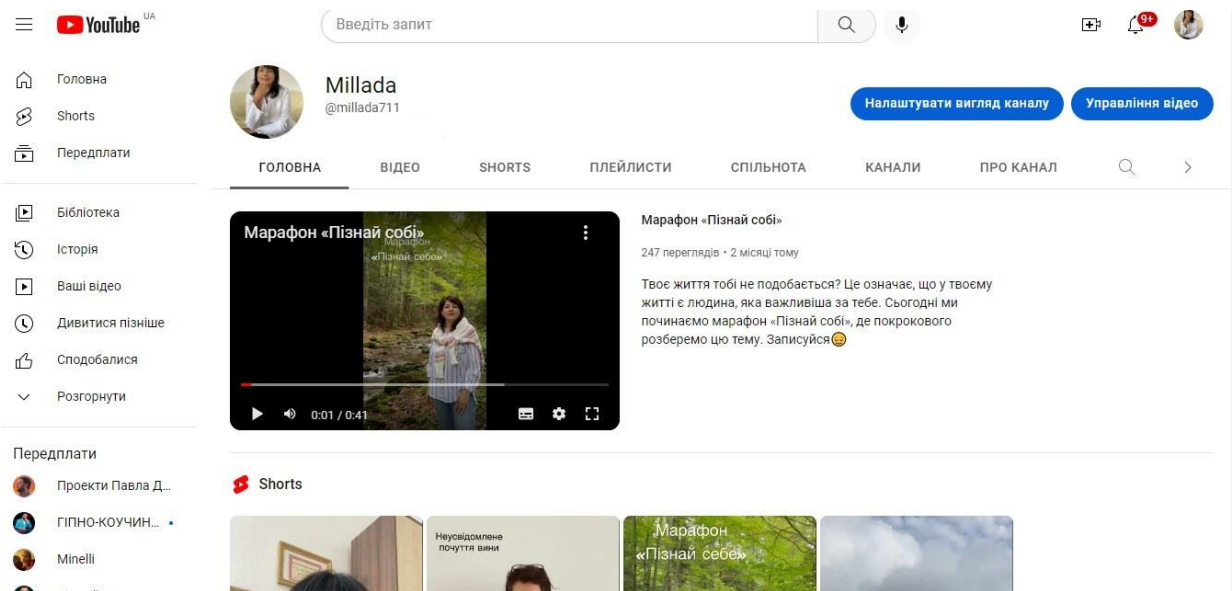 YouTube UA
Введіть запит
9+
Головна
Shorts
Передплати
Бібліотека
Історія
Ваші відео
Дивитися пізніше
Сподобалися
Розгорнути
Передплати
Проекти Павла Д...
ГІПНО-КОУЧИН...
Minelli
Millada
@millada711
Налаштувати вигляд каналу
Управління відео
ГОЛОВНА
ВІДЕО
SHORTS
ПЛЕЙЛИСТИ
СПІЛЬНОТА
КАНАЛИ
ПРО КАНАЛ
Марафон «Пізнай собі»
Марафон
«Пізнай себе»
0:01 / 0:41
Марафон «Пізнай собі»
247 переглядів • 2 місяці тому
Твоє життя тобі не подобається? Це означає, що у твоєму
житті є людина, яка важливіша за тебе. Сьогодні ми
починаємо марафон «Пізнай собі», де покрокового
розберемо цю тему. Записуйся😄
Shorts
Неусвідомлене
почуття вини
Марафон
«Пізнай себе»